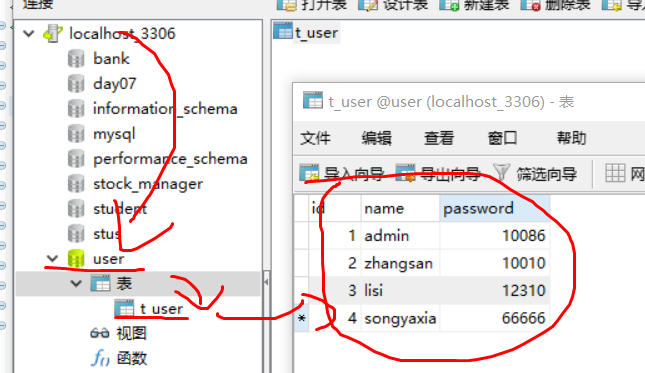 连接
打开表 设计表 新建表 删除表
localhost_3306
bank
day07
information_schema
mysql
performance_schema
stock_manager
student
stus
user
表
t_user
视图
函数
t_user
t_user @user (localhost_3306) - 表
文件 编辑 查看 窗口 帮助
导入向导 导出向导 筛选向导 网
id name password
1 admin 10086
2 zhangsan 10010
3 lisi 12310
* 4 songyaxia 66666